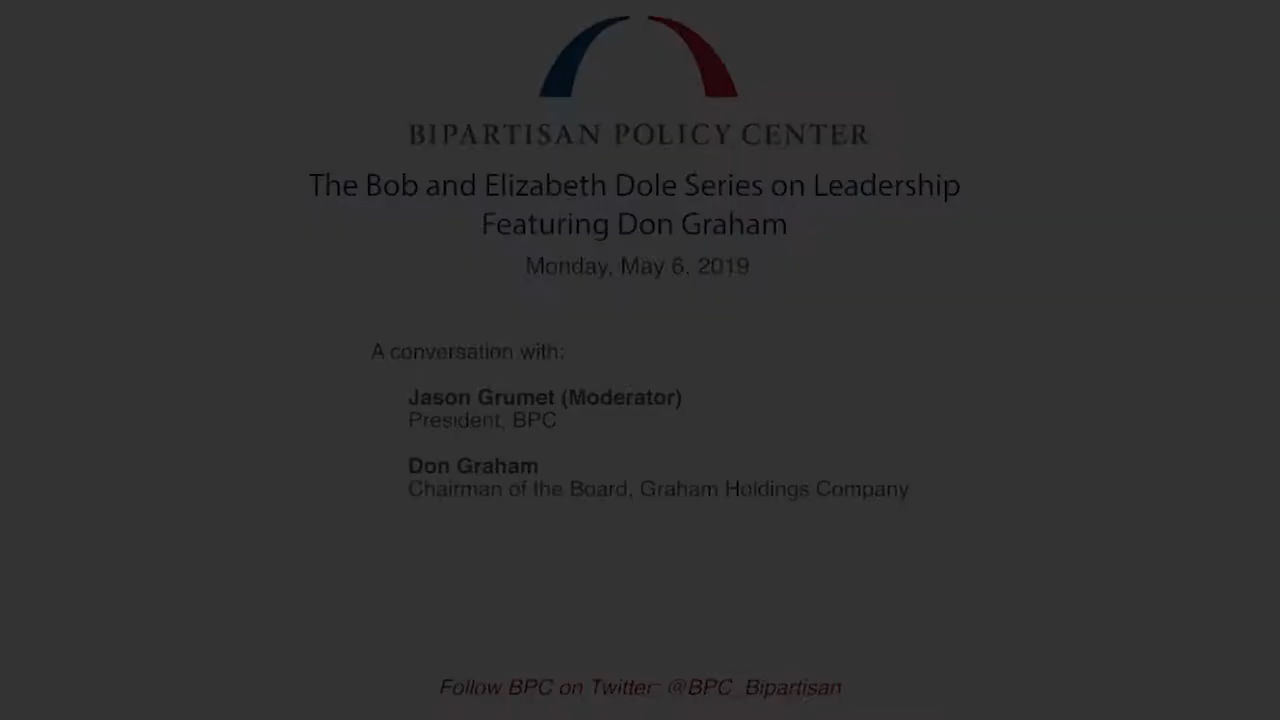 BIPARTISAN POLICY CENTER
The Bob and Elizabeth Dole Series on Leadership
Featuring Don Graham
Monday, May 6, 2019
A conversation with:
Jason Grumet (Moderator)
President, BPC
Don Graham
Chairman of the Board, Graham Holdings Company
Follow BPC on Twitter: @BPC_Bipartisan